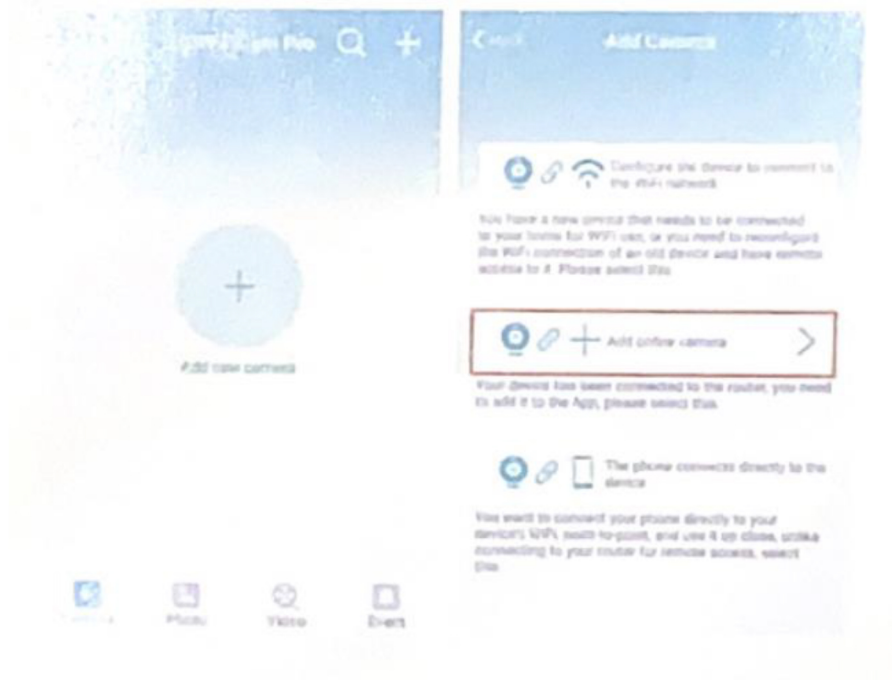 Pro
Add Camera
Configure the device to connect to
the WiFi network
You have a new device that needs to be connected
to your home for WiFi use, or you need to reconfigure
the WiFi connection of an old device and have remote
access to it. Please select this.
Add online camera
Add new camera
Your device has been connected to the router, you need
to add it to the App, please select this.
The phone connects directly to the
device
You want to connect your phone directly to your
device's WiFi, point-to-point, and use it up close, unlike
connecting to your router for remote access, select
this
Photo
Video
Event